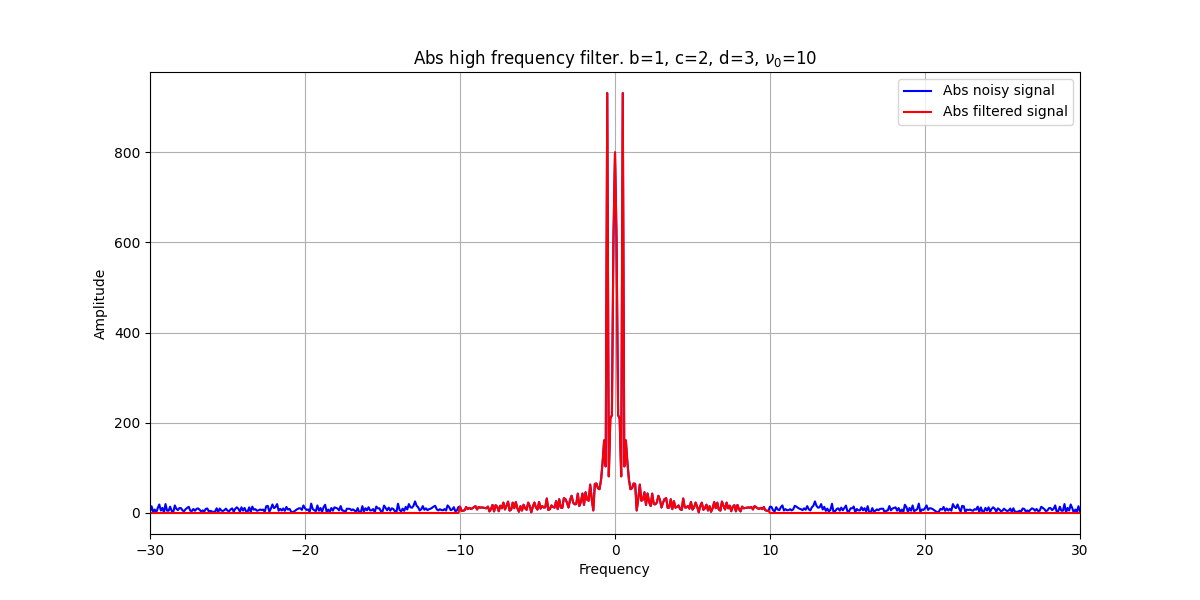 Abs high frequency filter. b=1, c=2, d=3, ν₀=10
Abs noisy signal
Abs filtered signal
Amplitude
800
600
400
200
0
−30
−20
−10
0
10
20
30
Frequency